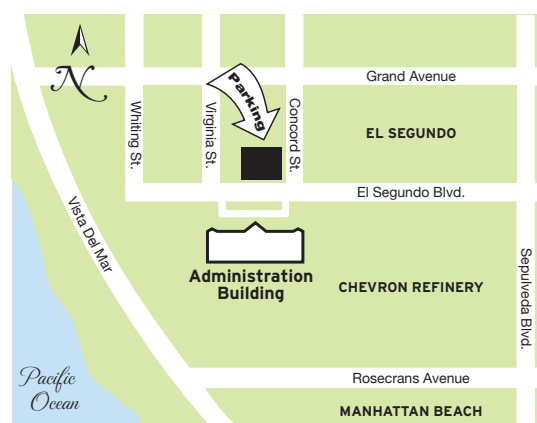 N
Grand Avenue
Parking
Whiting St.
Virginia St.
Concord St.
EL SEGUNDO
El Segundo Blvd.
Vista Del Mar
Administration
Building
CHEVRON REFINERY
Sepulveda Blvd.
Pacific
Ocean
Rosecrans Avenue
MANHATTAN BEACH